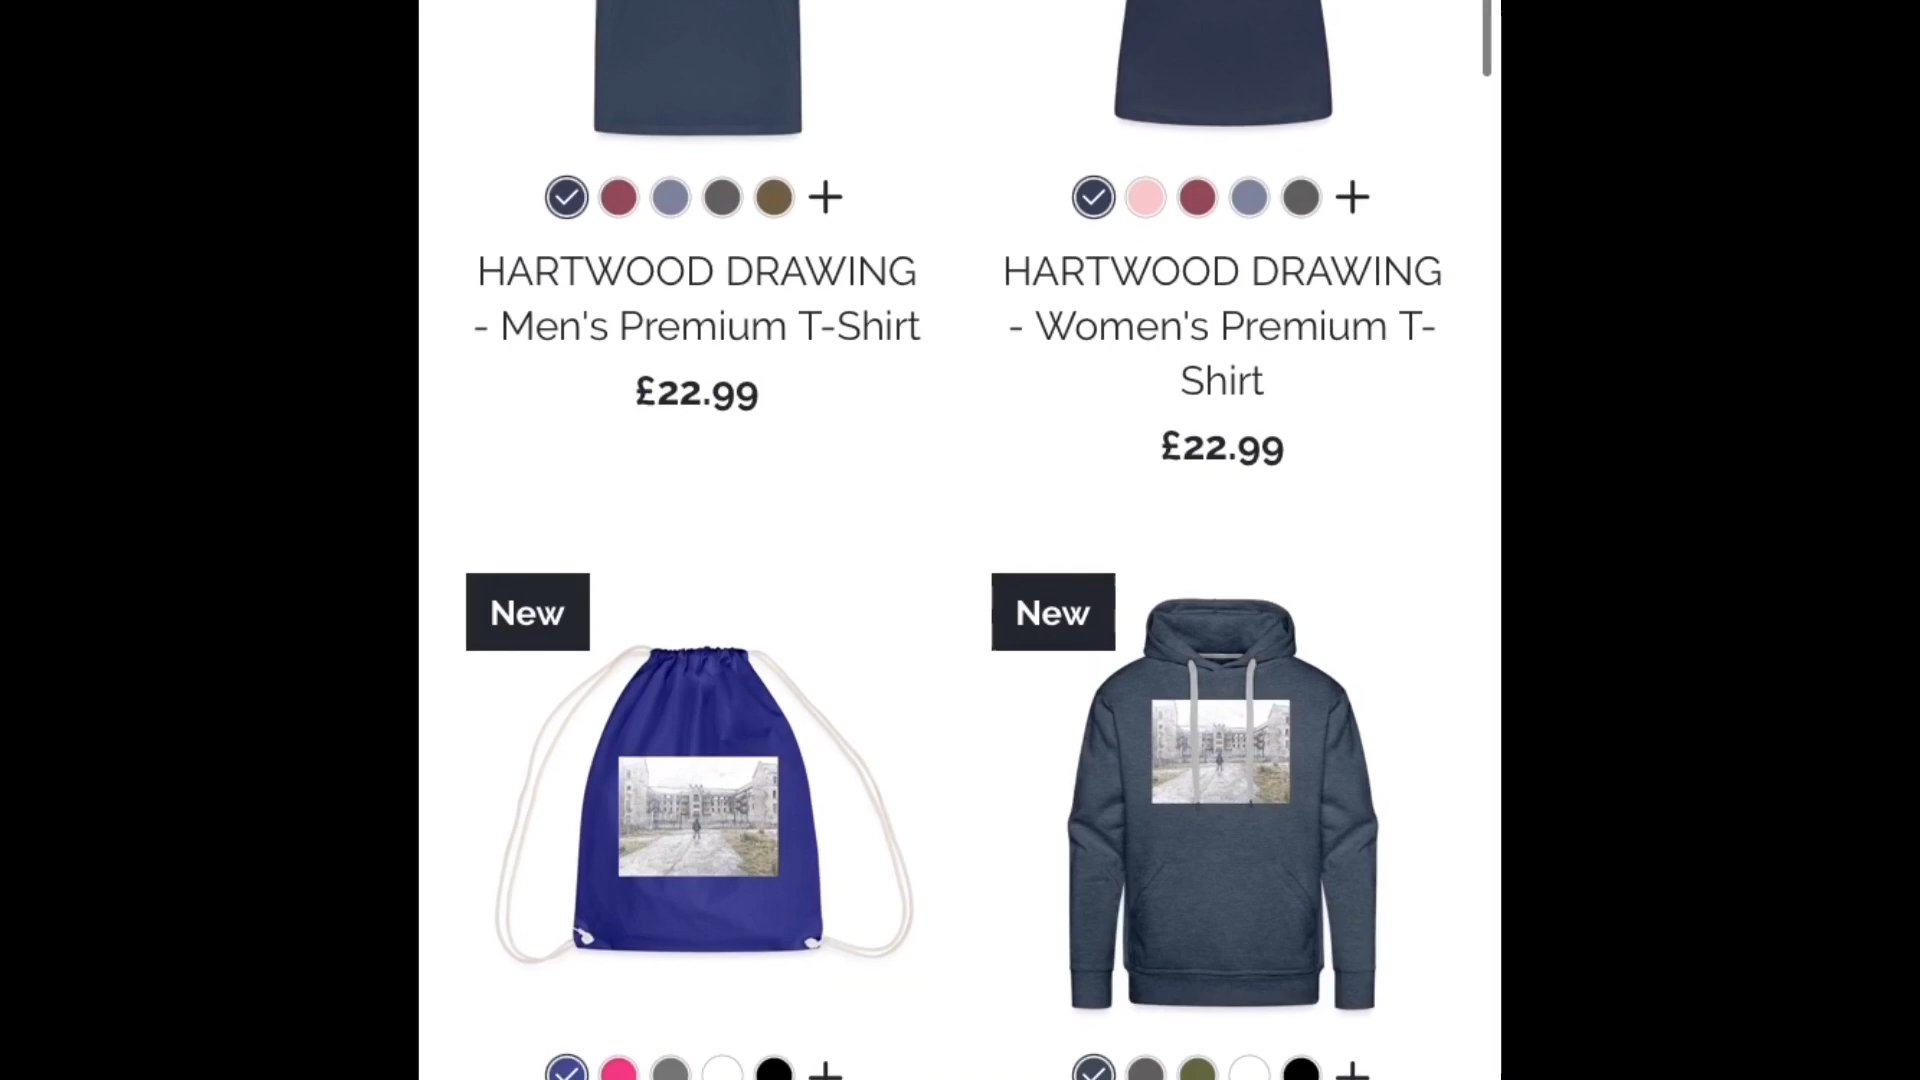 HARTWOOD DRAWING
- Men's Premium T-Shirt
£22.99
HARTWOOD DRAWING
- Women's Premium T-
Shirt
£22.99
New
New